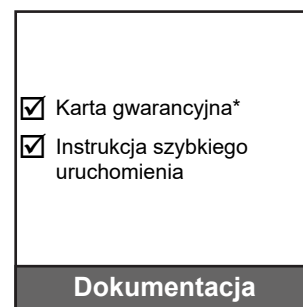 ☑ Karta gwarancyjna*
☑ Instrukcja szybkiego
uruchomienia
Dokumentacja